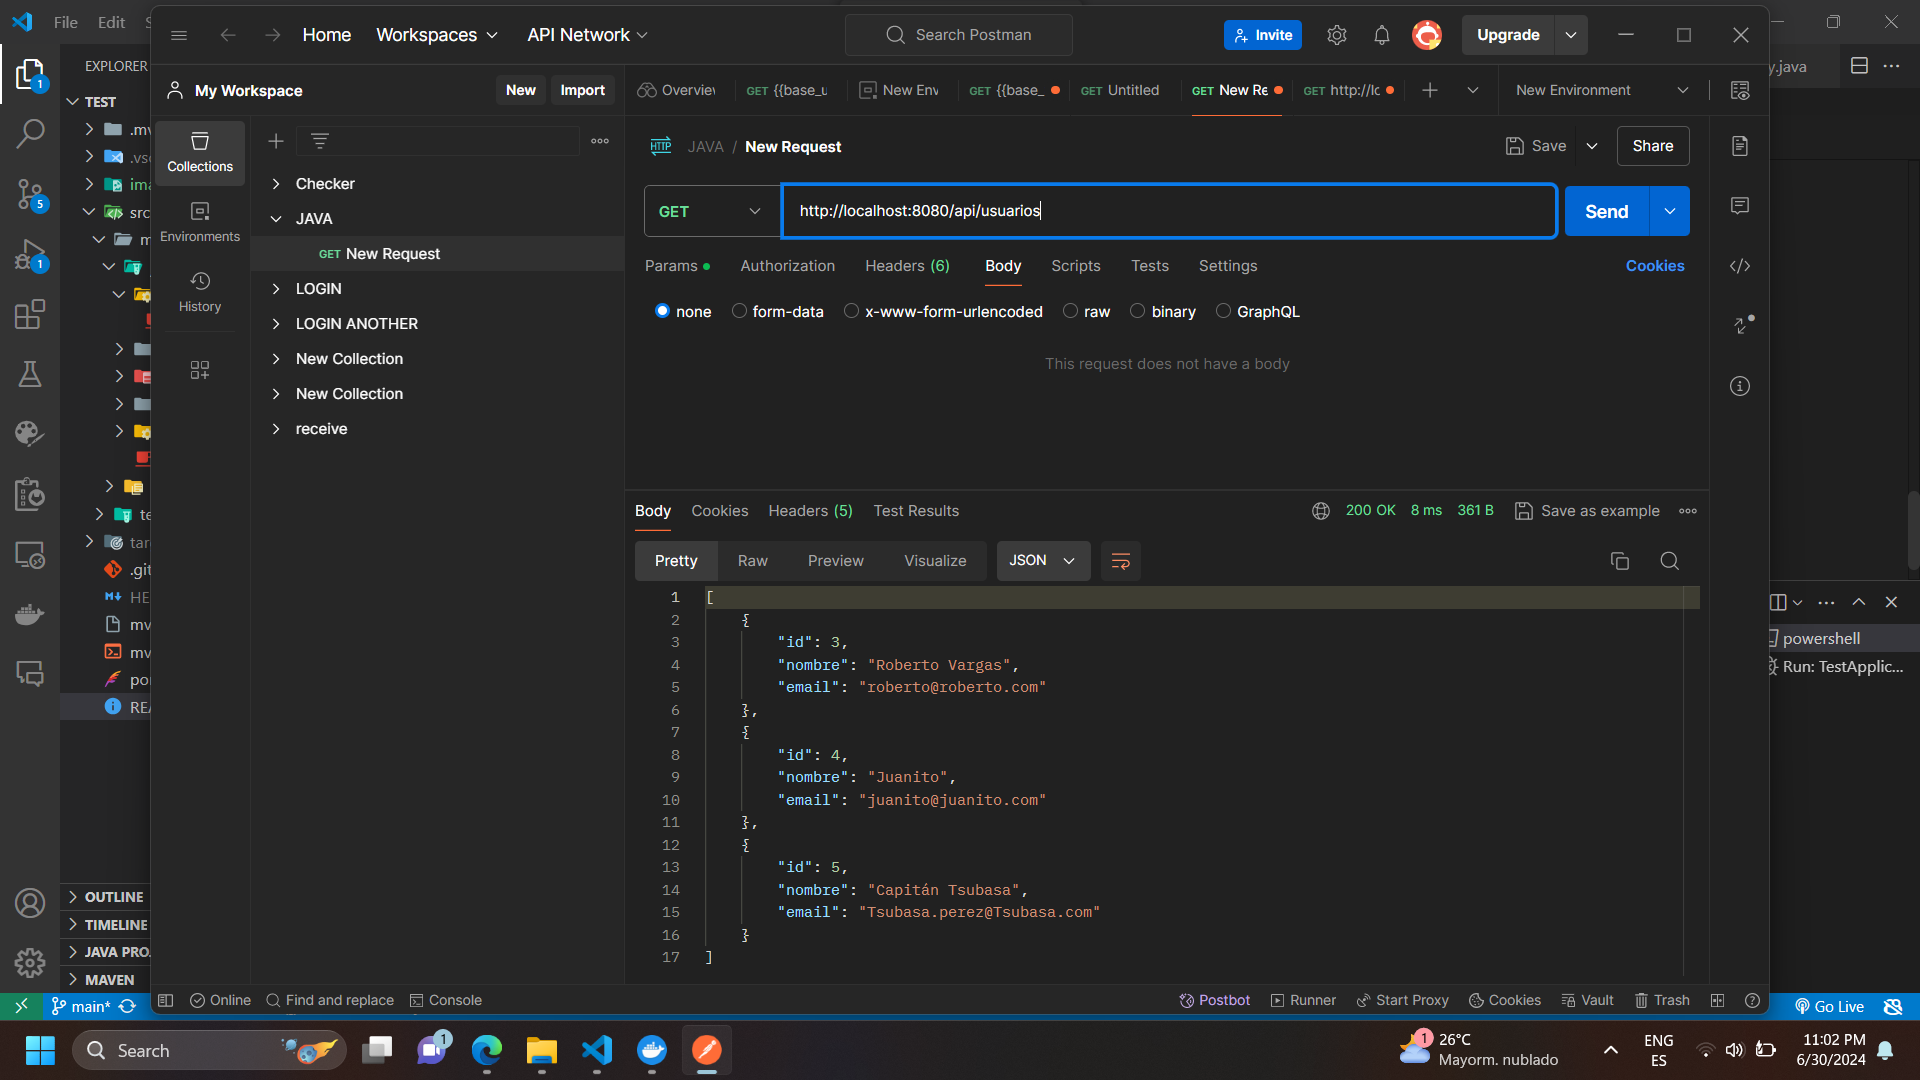 File Edit S
Home Workspaces API Network Search Postman Invite Upgrade
EXPLORER
My Workspace New Import Overvie GET {{base_u New Env GET {{base_ GET Untitled GET New Re GET http://lo New Environment y.java
TEST
.mv
.vsc
ima
src
m
te
tar
.git
HE
mv
mv
po
RE
OUTLINE
TIMELINE
JAVA PRO
MAVEN
Collections
Environments
History
Checker
JAVA
GET New Request
LOGIN
LOGIN ANOTHER
New Collection
New Collection
receive
HTTP JAVA / New Request Save Share
GET http://localhost:8080/api/usuarios Send
Params Authorization Headers (6) Body Scripts Tests Settings Cookies
none form-data x-www-form-urlencoded raw binary GraphQL
This request does not have a body
Body Cookies Headers (5) Test Results 200 OK 8 ms 361 B Save as example
Pretty Raw Preview Visualize JSON
1 [
2 {
3 "id": 3,
4 "nombre": "Roberto Vargas",
5 "email": "roberto@roberto.com"
6 },
7 {
8 "id": 4,
9 "nombre": "Juanito",
10 "email": "juanito@juanito.com"
11 },
12 {
13 "id": 5,
14 "nombre": "Capitán Tsubasa",
15 "email": "Tsubasa.perez@Tsubasa.com"
16 }
17 ]
powershell
Run: TestApplic...
main* Online Find and replace Console Postbot Runner Start Proxy Cookies Vault Trash Go Live
Search 1 1 26°C ENG 11:02 PM
Mayorm. nublado ES 6/30/2024
1
5
1